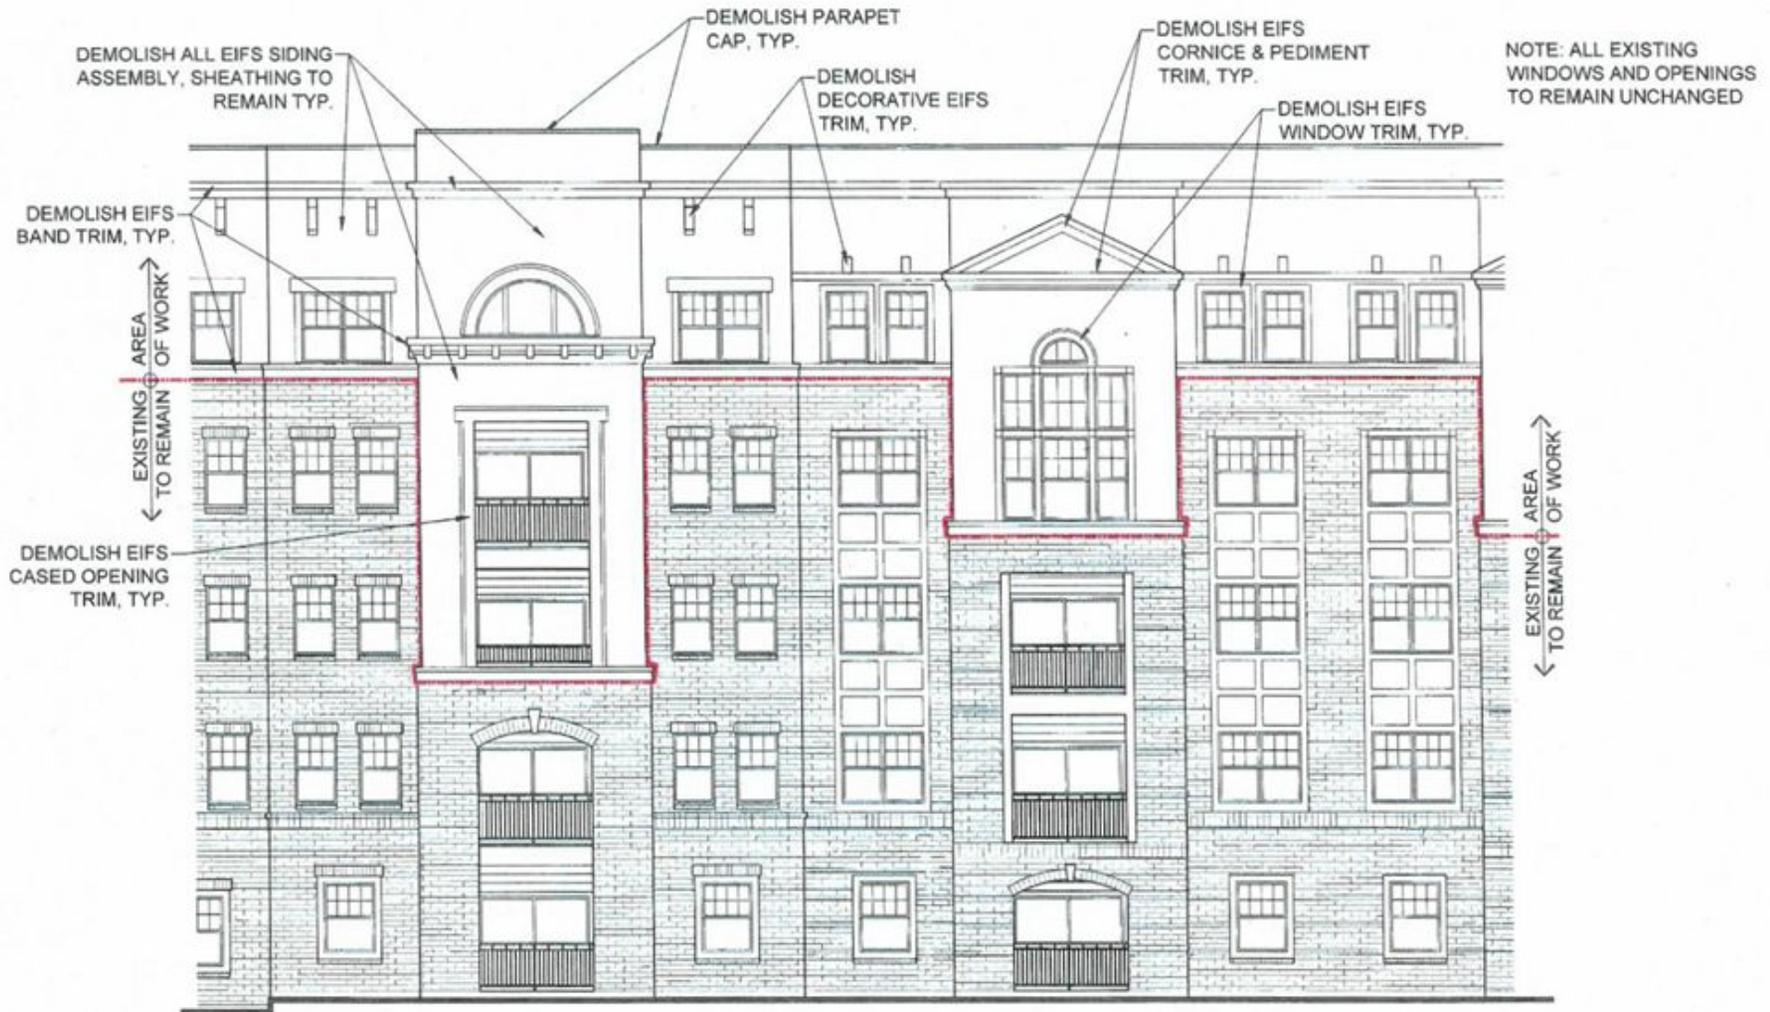 DEMOLISH PARAPET
CAP, TYP.
DEMOLISH ALL EIFS SIDING
ASSEMBLY, SHEATHING TO
REMAIN TYP.
DEMOLISH
DECORATIVE EIFS
TRIM, TYP.
DEMOLISH EIFS
CORNICE & PEDIMENT
TRIM, TYP.
DEMOLISH EIFS
WINDOW TRIM, TYP.
NOTE: ALL EXISTING
WINDOWS AND OPENINGS
TO REMAIN UNCHANGED
DEMOLISH EIFS
BAND TRIM, TYP.
AREA
OF WORK
EXISTING
TO REMAIN
DEMOLISH EIFS
CASED OPENING
TRIM, TYP.
AREA
OF WORK
EXISTING
TO REMAIN